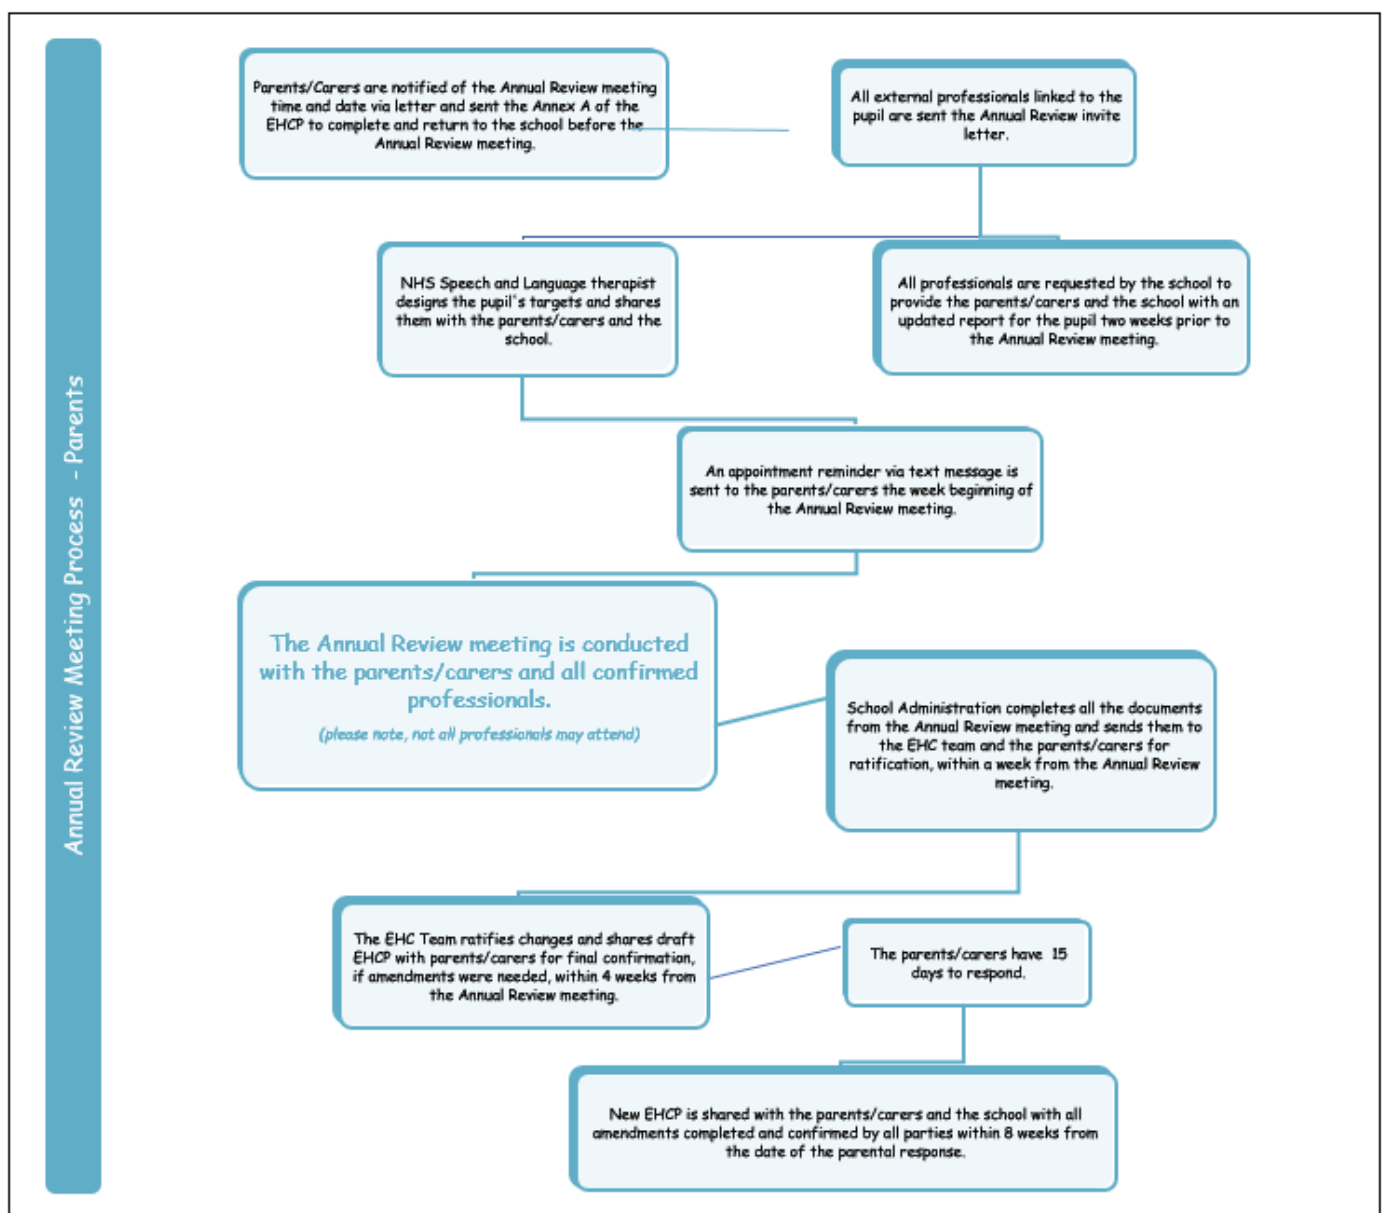 Annual Review Meeting Process - Parents
Parents/Carers are notified of the Annual Review meeting
time and date via letter and sent the Annex A of the
EHCP to complete and return to the school before the
Annual Review meeting.
All external professionals linked to the
pupil are sent the Annual Review invite
letter.
NHS Speech and Language therapist
designs the pupil's targets and shares
them with the parents/carers and the
school.
All professionals are requested by the school to
provide the parents/carers and the school with an
updated report for the pupil two weeks prior to
the Annual Review meeting.
An appointment reminder via text message is
sent to the parents/carers the week beginning of
the Annual Review meeting.
The Annual Review meeting is conducted
with the parents/carers and all confirmed
professionals.
(please note, not all professionals may attend)
School Administration completes all the documents
from the Annual Review meeting and sends them to
the EHC team and the parents/carers for
ratification, within a week from the Annual Review
meeting.
The EHC Team ratifies changes and shares draft
EHCP with parents/carers for final confirmation,
if amendments were needed, within 4 weeks from
the Annual Review meeting.
The parents/carers have 15
days to respond.
New EHCP is shared with the parents/carers and the school with all
amendments completed and confirmed by all parties within 8 weeks from
the date of the parental response.